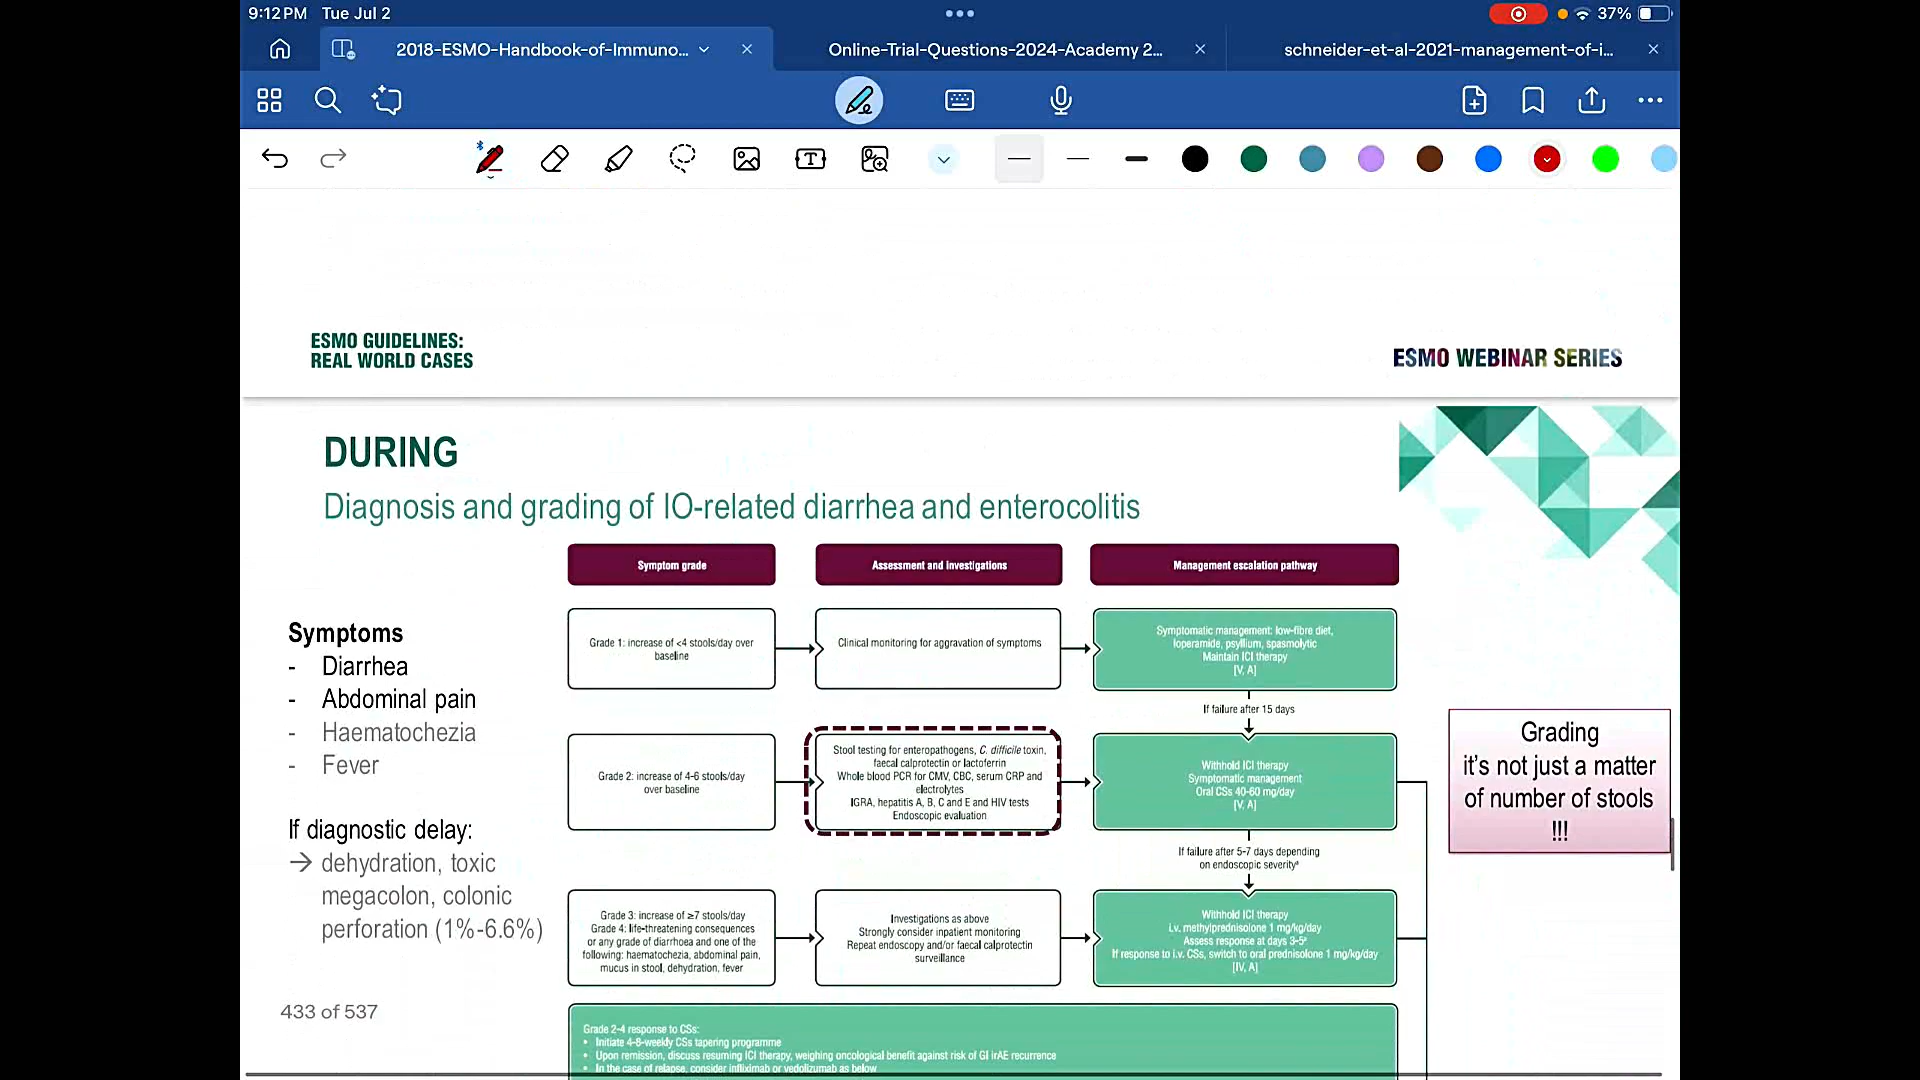 9:12 PM Tue Jul 2
37%
2018-ESMO-Handbook-of-Immuno...
Online-Trial-Questions-2024-Academy 2...
schneider-et-al-2021-management-of-i...
ESMO GUIDELINES:
REAL WORLD CASES
ESMO WEBINAR SERIES
DURING
Diagnosis and grading of IO-related diarrhea and enterocolitis
Symptoms
- Diarrhea
- Abdominal pain
- Haematochezia
- Fever
If diagnostic delay:
→ dehydration, toxic
megacolon, colonic
perforation (1%-6.6%)
Symptom grade
Assessment and investigations
Management escalation pathway
Grade 1: increase of <4 stools/day over
baseline
Clinical monitoring for aggravation of symptoms
Symptomatic management: low-fibre diet,
loperamide, psyllium, spasmolytic
Maintain ICI therapy
[V, A]
If failure after 15 days
Grade 2: increase of 4-6 stools/day
over baseline
Stool testing for enteropathogens, C. difficile toxin,
faecal calprotectin or lactoferrin
Whole blood PCR for CMV, CBC, serum CRP and
electrolytes
IGRA, hepatitis A, B, C and E and HIV tests
Endoscopic evaluation
Withhold ICI therapy
Symptomatic management
Oral CSs 40-60 mg/day
[V, A]
If failure after 5-7 days depending
on endoscopic severityª
Grade 3: increase of ≥7 stools/day
Grade 4: life-threatening consequences
or any grade of diarrhoea and one of the
following: haematochezia, abdominal pain,
mucus in stool, dehydration, fever
Investigations as above
Strongly consider inpatient monitoring
Repeat endoscopy and/or faecal calprotectin
surveillance
Withhold ICI therapy
I.v. methylprednisolone 1 mg/kg/day
Assess response at days 3-5ª
If response to i.v. CSs, switch to oral prednisolone 1 mg/kg/day
[IV, A]
Grading
it's not just a matter
of number of stools
!!!
Grade 2-4 response to CSs:
• Initiate 4-8-weekly CSs tapering programme
• Upon remission, discuss resuming ICI therapy, weighing oncological benefit against risk of GI irAE recurrence
• In the case of relapse, consider infliximab or vedolizumab as below
433 of 537